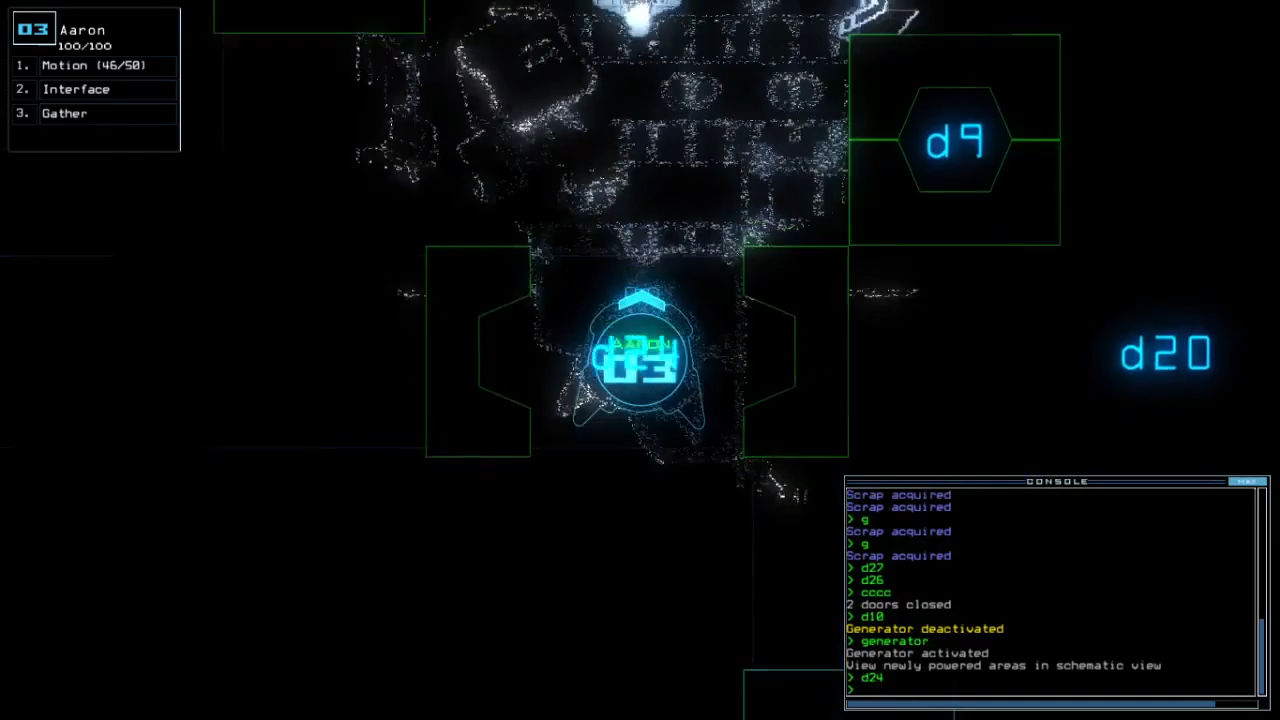 03 Aaron
100/100
1. Motion (46/50)
2. Interface
3. Gather
d9
AARON
03
d20
CONSOLE
Scrap acquired
Scrap acquired
> g
Scrap acquired
> g
Scrap acquired
> d27
> d26
> cccc
2 doors closed
> d10
Generator deactivated
> generator
Generator activated
View newly powered areas in schematic view
> d24
>